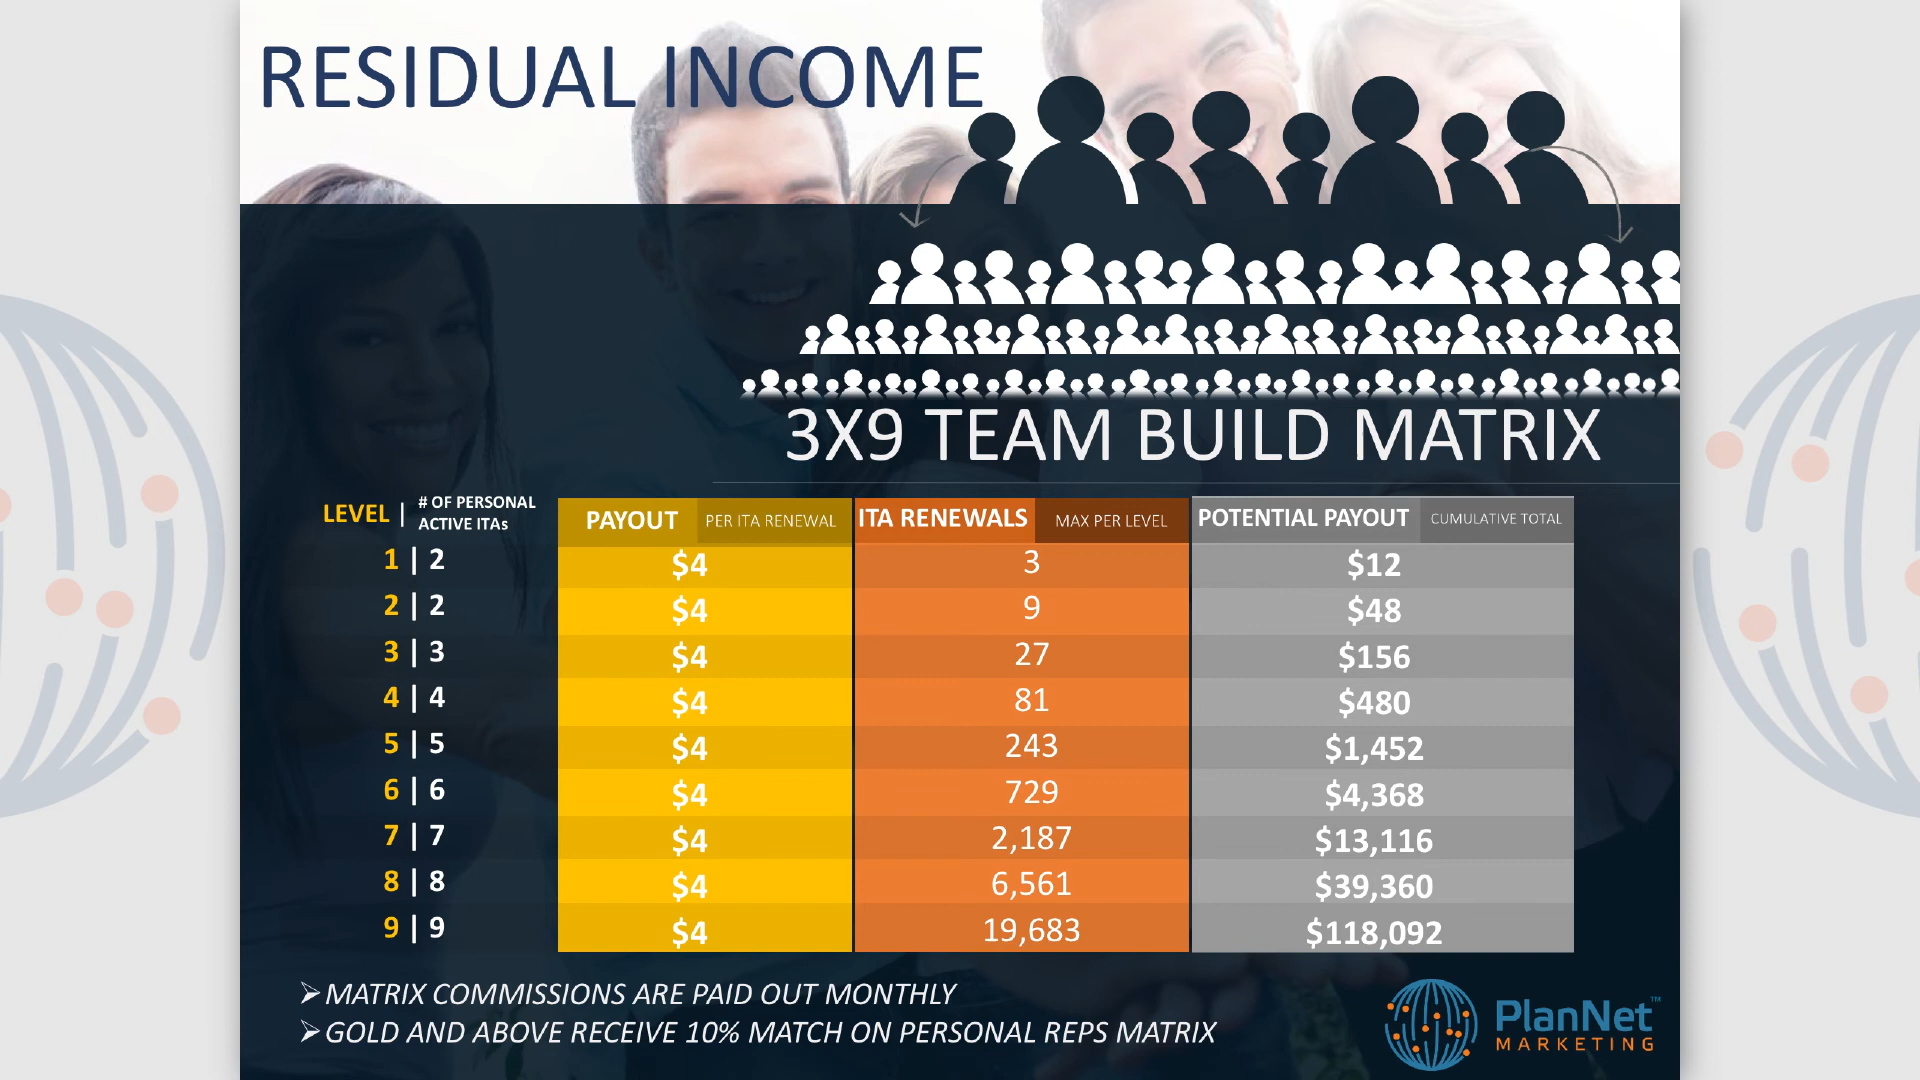 RESIDUAL INCOME
3X9 TEAM BUILD MATRIX
LEVEL | # OF PERSONAL ACTIVE ITAs PAYOUT PER ITA RENEWAL ITA RENEWALS MAX PER LEVEL POTENTIAL PAYOUT CUMULATIVE TOTAL
1 | 2 $4 3 $12
2 | 2 $4 9 $48
3 | 3 $4 27 $156
4 | 4 $4 81 $480
5 | 5 $4 243 $1,452
6 | 6 $4 729 $4,368
7 | 7 $4 2,187 $13,116
8 | 8 $4 6,561 $39,360
9 | 9 $4 19,683 $118,092
➢MATRIX COMMISSIONS ARE PAID OUT MONTHLY
➢GOLD AND ABOVE RECEIVE 10% MATCH ON PERSONAL REPS MATRIX
PlanNet™
MARKETING